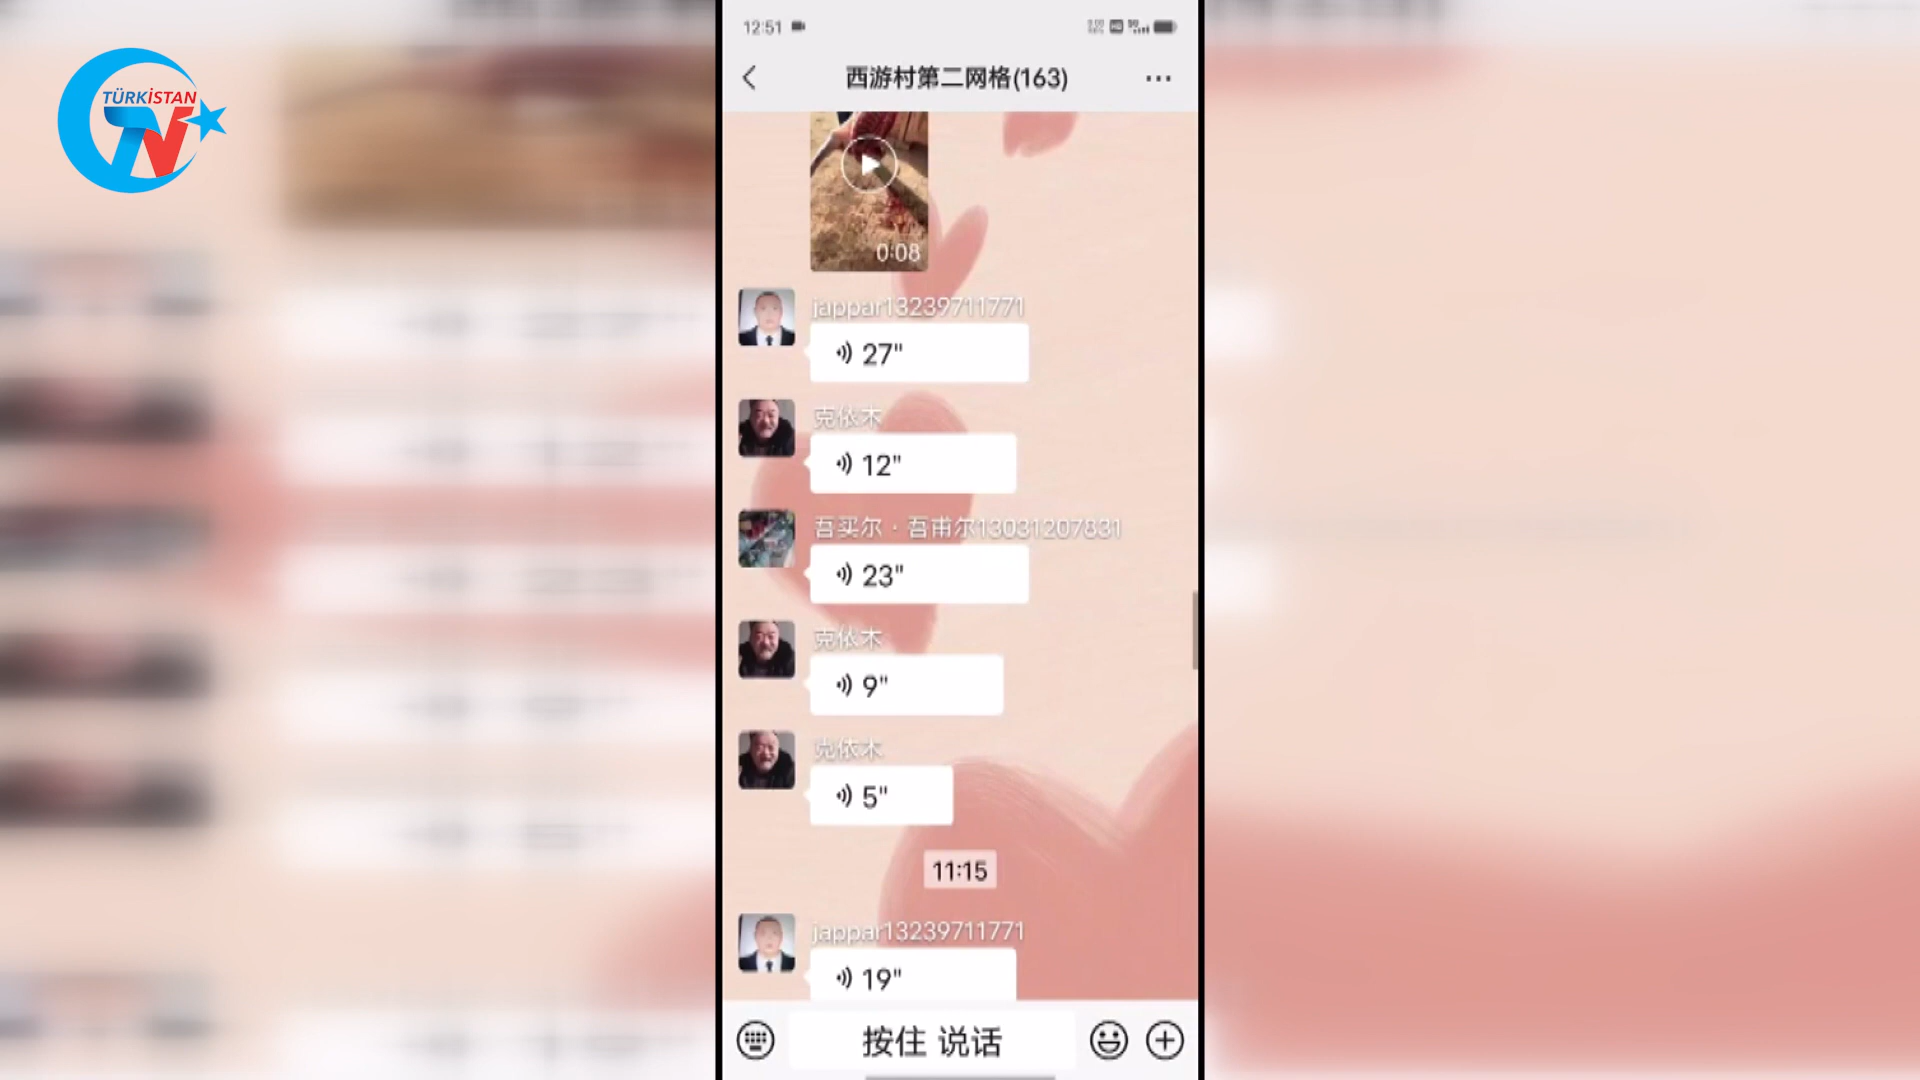 TÜRKİSTAN
TV
12:51
西游村第二网格(163)
0:08
jappar13239711771
27"
克依木
12"
吾买尔·吾甫尔13031207831
23"
克依木
9"
克依木
5"
11:15
jappar13239711771
19"
按住 说话